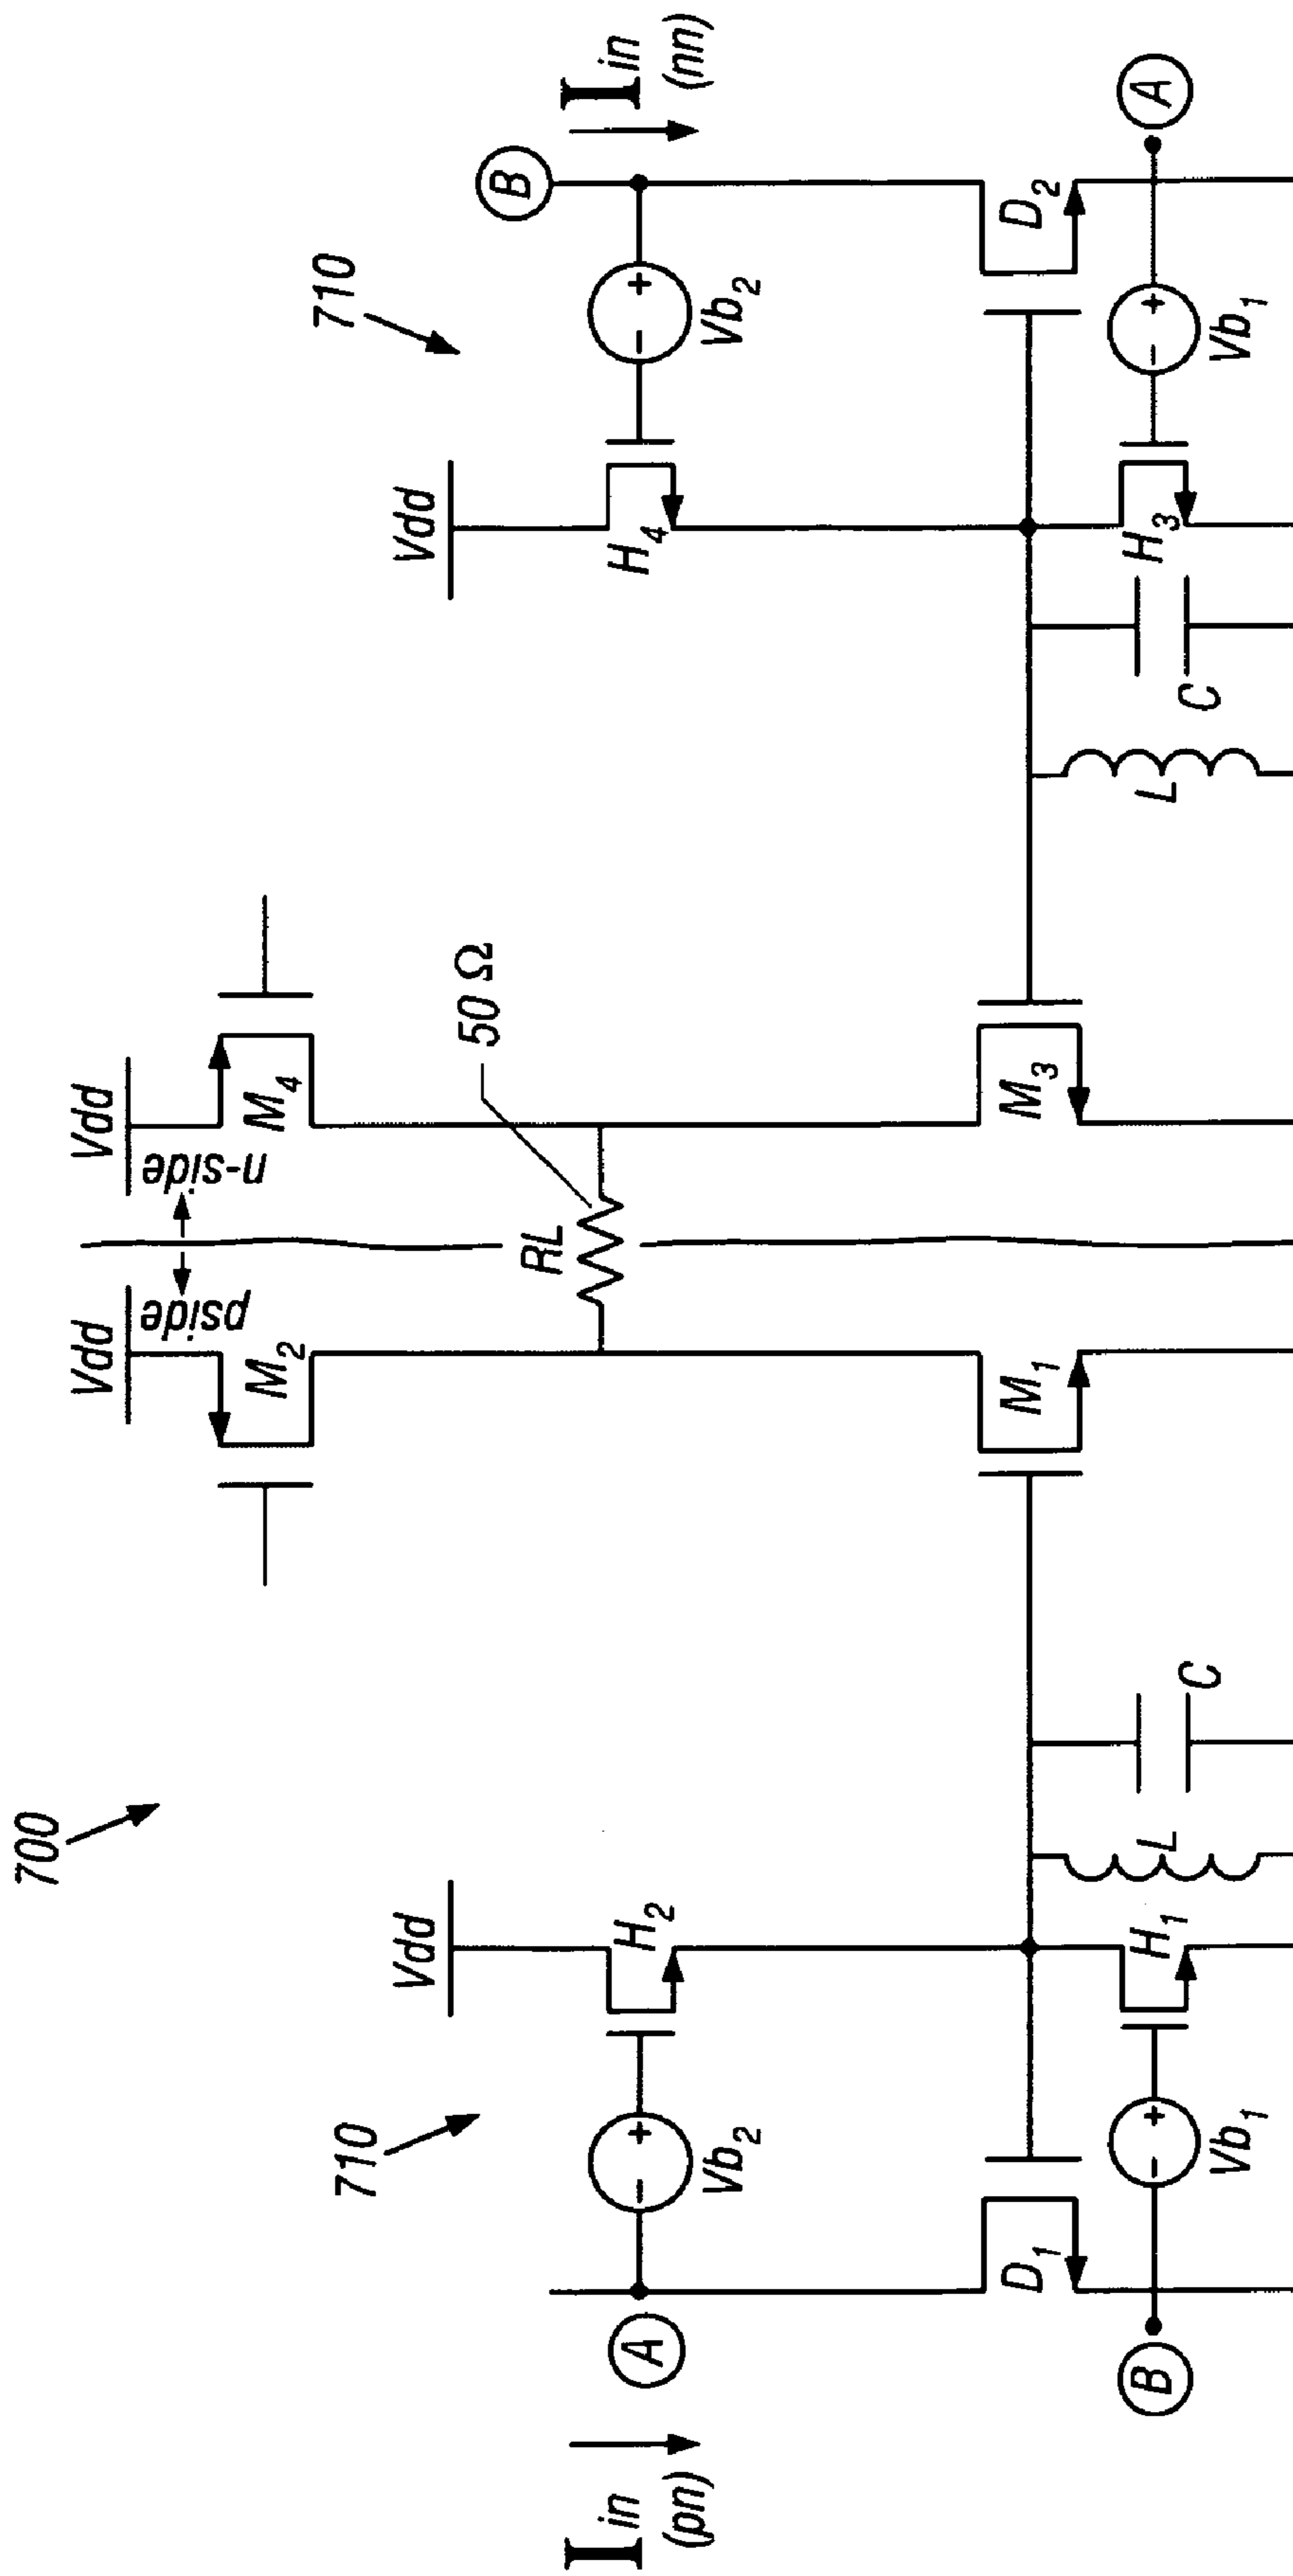 700
Vdd
Vdd
pside
n-side
M2
M4
RL
50 Ω
710
Vdd
H2
Iin
(pn)
A
Vb2
D1
B
Vb1
H1
L
C
M1
M3
710
Vdd
H4
Vb2
B
Iin
(nn)
L
C
H3
Vb1
D2
A